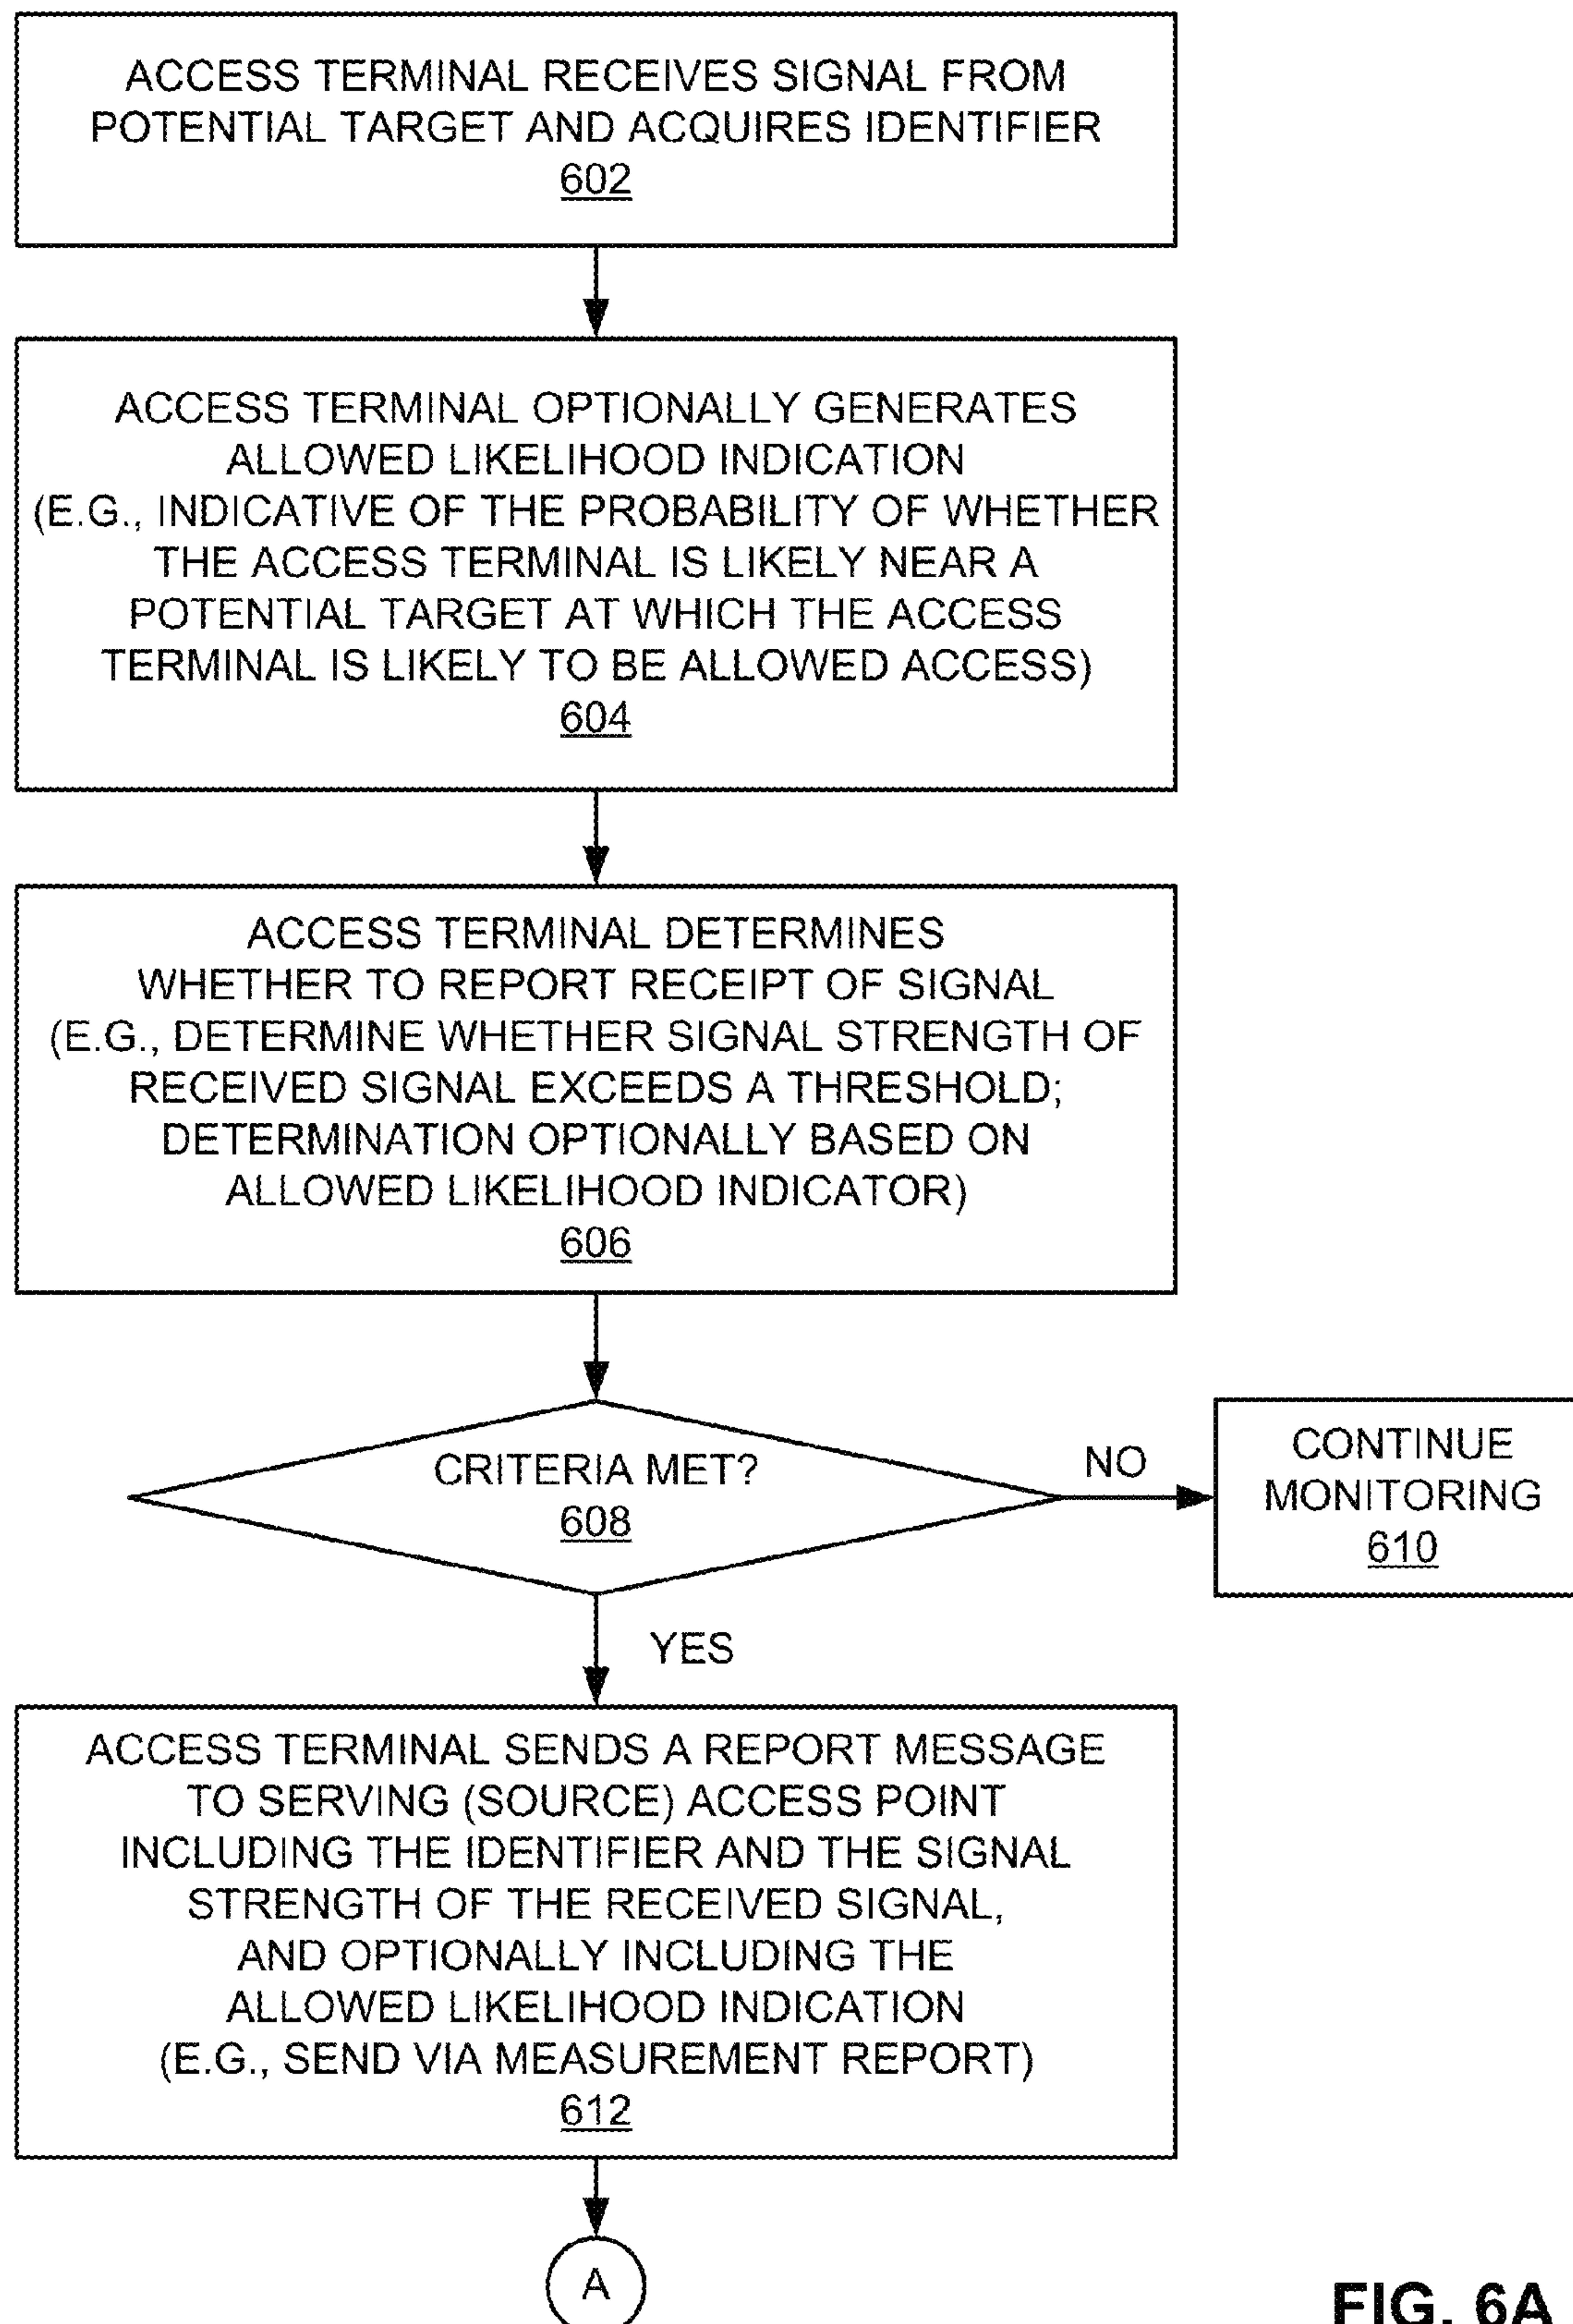 ACCESS TERMINAL RECEIVES SIGNAL FROM
POTENTIAL TARGET AND ACQUIRES IDENTIFIER
602
ACCESS TERMINAL OPTIONALLY GENERATES
ALLOWED LIKELIHOOD INDICATION
(E.G., INDICATIVE OF THE PROBABILITY OF WHETHER
THE ACCESS TERMINAL IS LIKELY NEAR A
POTENTIAL TARGET AT WHICH THE ACCESS
TERMINAL IS LIKELY TO BE ALLOWED ACCESS)
604
ACCESS TERMINAL DETERMINES
WHETHER TO REPORT RECEIPT OF SIGNAL
(E.G., DETERMINE WHETHER SIGNAL STRENGTH OF
RECEIVED SIGNAL EXCEEDS A THRESHOLD;
DETERMINATION OPTIONALLY BASED ON
ALLOWED LIKELIHOOD INDICATOR)
606
CRITERIA MET?
608
NO
CONTINUE
MONITORING
610
YES
ACCESS TERMINAL SENDS A REPORT MESSAGE
TO SERVING (SOURCE) ACCESS POINT
INCLUDING THE IDENTIFIER AND THE SIGNAL
STRENGTH OF THE RECEIVED SIGNAL,
AND OPTIONALLY INCLUDING THE
ALLOWED LIKELIHOOD INDICATION
(E.G., SEND VIA MEASUREMENT REPORT)
612
A
FIG. 6A